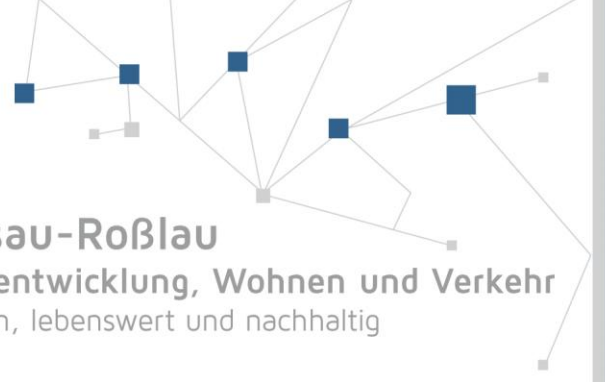 sau-Roßlau
entwicklung, Wohnen und Verkehr
n, lebenswert und nachhaltig